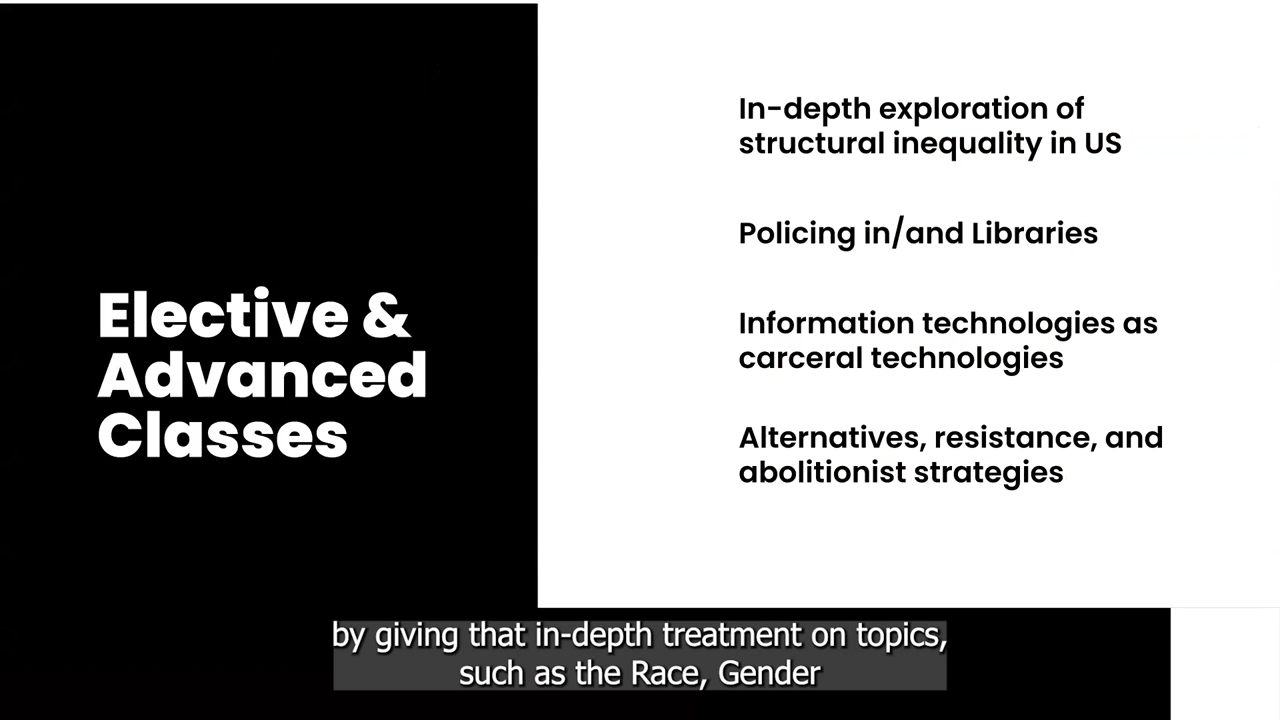 Elective &
Advanced
Classes
In-depth exploration of
structural inequality in US
Policing in/and Libraries
Information technologies as
carceral technologies
Alternatives, resistance, and
abolitionist strategies
by giving that in-depth treatment on topics,
such as the Race, Gender